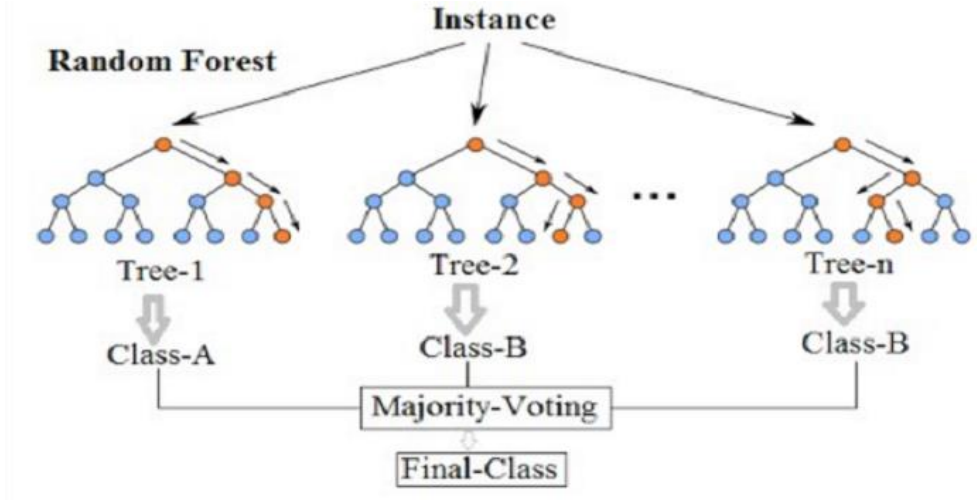 Instance
Random Forest
...
Tree-1
Tree-2
Tree-n
Class-A
Class-B
Class-B
Majority-Voting
Final-Class